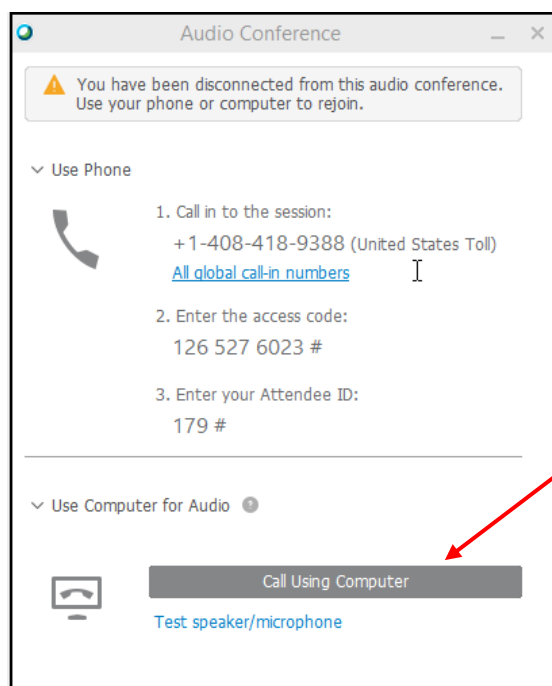 Audio Conference
You have been disconnected from this audio conference.
Use your phone or computer to rejoin.
Use Phone
1. Call in to the session:
+1-408-418-9388 (United States Toll)
All global call-in numbers
2. Enter the access code:
126 527 6023 #
3. Enter your Attendee ID:
179 #
Use Computer for Audio ?
Call Using Computer
Test speaker/microphone